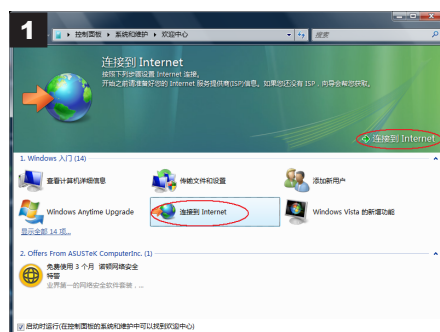 1
控制面板 ▸ 系统和维护 ▸ 欢迎中心
搜索
连接到 Internet
按照下列步骤设置 Internet 连接。
开始之前请准备好您的 Internet 服务提供商(ISP)信息。如果您还没有 ISP，向导会帮您获取。
连接到 Internet
1. Windows 入门 (14)
查看计算机详细信息
传输文件和设置
添加新用户
Windows Anytime Upgrade
连接到 Internet
Windows Vista 的新增功能
显示全部 14 项...
2. Offers From ASUSTeK ComputerInc. (1)
免费使用 3 个月 诺顿网络安全
特警
业界第一的网络安全软件套装，...
启动时运行(在控制面板的系统和维护中可以找到欢迎中心)